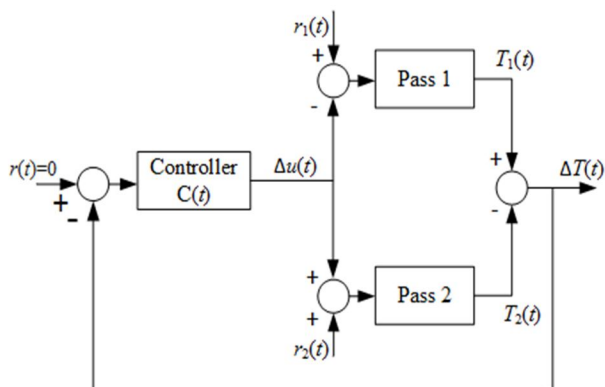 r₁(t)
+
-
Pass 1
T₁(t)
r(t)=0
+
-
Controller
C(t)
Δu(t)
+
-
ΔT(t)
+
+
Pass 2
T₂(t)
r₂(t)